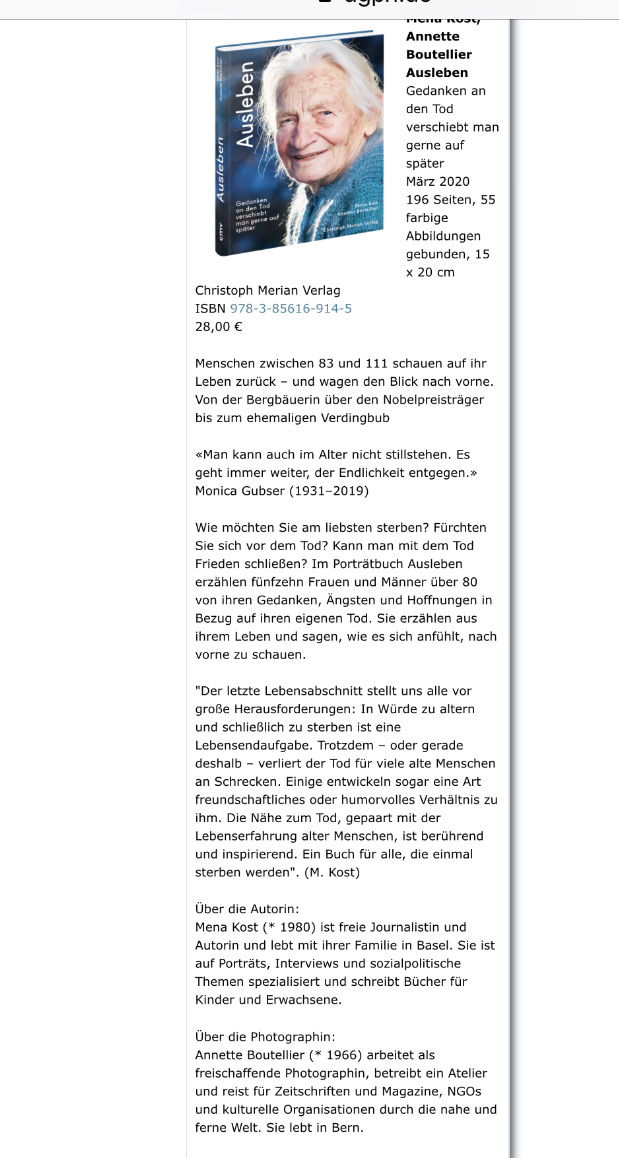 Mena Kost,
Annette
Boutellier
Ausleben
Gedanken an
den Tod
verschiebt man
gerne auf
später
März 2020
196 Seiten, 55
farbige
Abbildungen
gebunden, 15
x 20 cm
Ausleben
Ausleben
Gedanken
an den Tod
verschiebt
man gerne auf
später
Mena Kost
Annette Boutellier
Christoph Merian Verlag
cmv
Christoph Merian Verlag
ISBN 978-3-85616-914-5
28,00 €
Menschen zwischen 83 und 111 schauen auf ihr
Leben zurück – und wagen den Blick nach vorne.
Von der Bergbäuerin über den Nobelpreisträger
bis zum ehemaligen Verdingbub
«Man kann auch im Alter nicht stillstehen. Es
geht immer weiter, der Endlichkeit entgegen.»
Monica Gubser (1931–2019)
Wie möchten Sie am liebsten sterben? Fürchten
Sie sich vor dem Tod? Kann man mit dem Tod
Frieden schließen? Im Porträtbuch Ausleben
erzählen fünfzehn Frauen und Männer über 80
von ihren Gedanken, Ängsten und Hoffnungen in
Bezug auf ihren eigenen Tod. Sie erzählen aus
ihrem Leben und sagen, wie es sich anfühlt, nach
vorne zu schauen.
"Der letzte Lebensabschnitt stellt uns alle vor
große Herausforderungen: In Würde zu altern
und schließlich zu sterben ist eine
Lebensendaufgabe. Trotzdem – oder gerade
deshalb – verliert der Tod für viele alte Menschen
an Schrecken. Einige entwickeln sogar eine Art
freundschaftliches oder humorvolles Verhältnis zu
ihm. Die Nähe zum Tod, gepaart mit der
Lebenserfahrung alter Menschen, ist berührend
und inspirierend. Ein Buch für alle, die einmal
sterben werden". (M. Kost)
Über die Autorin:
Mena Kost (* 1980) ist freie Journalistin und
Autorin und lebt mit ihrer Familie in Basel. Sie ist
auf Porträts, Interviews und sozialpolitische
Themen spezialisiert und schreibt Bücher für
Kinder und Erwachsene.
Über die Photographin:
Annette Boutellier (* 1966) arbeitet als
freischaffende Photographin, betreibt ein Atelier
und reist für Zeitschriften und Magazine, NGOs
und kulturelle Organisationen durch die nahe und
ferne Welt. Sie lebt in Bern.